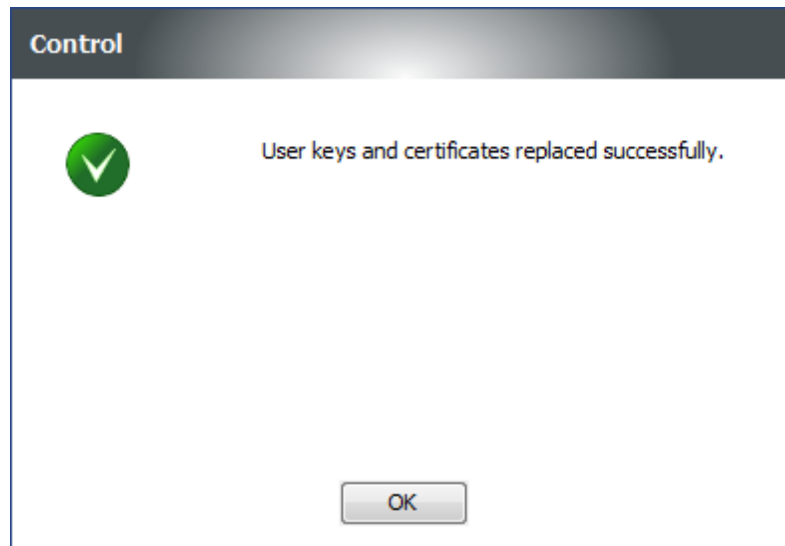 Control
User keys and certificates replaced successfully.
OK